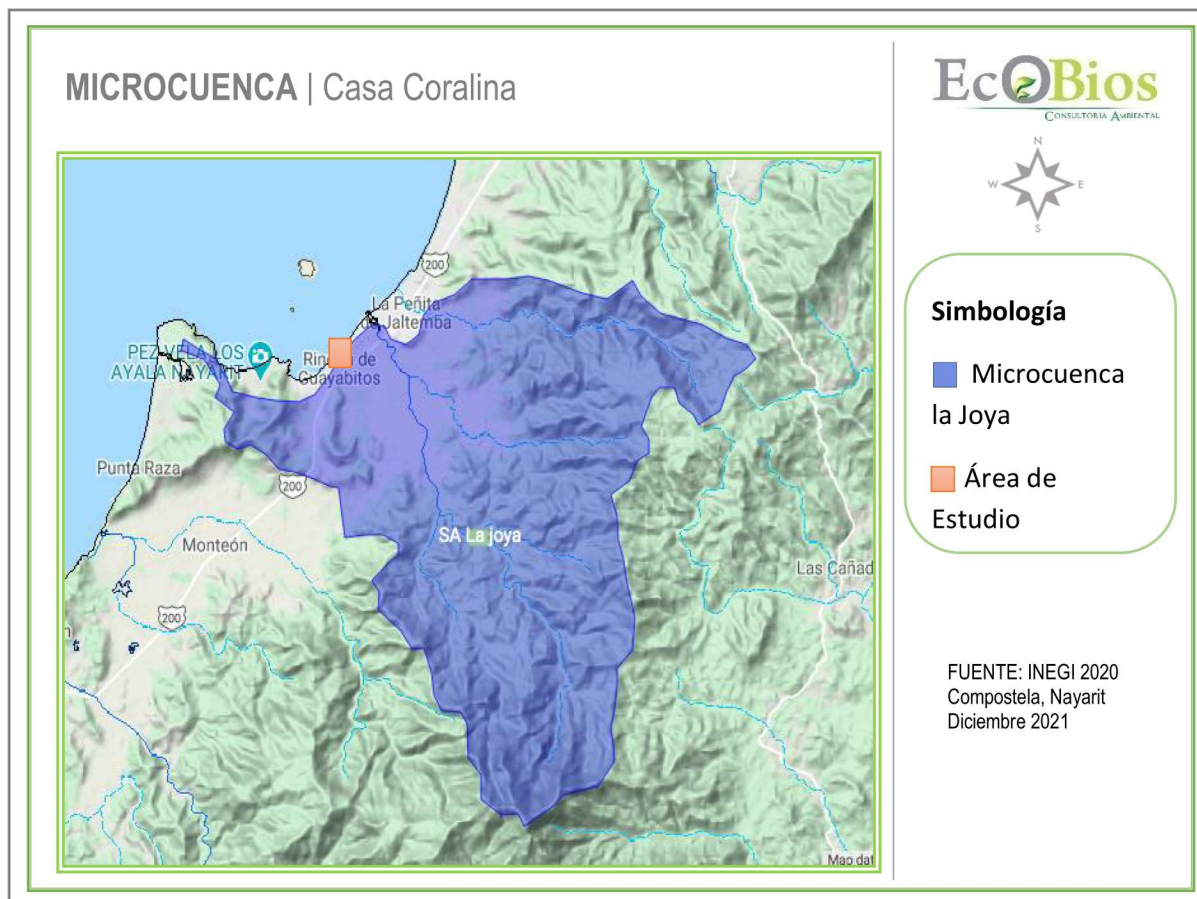 MICROCUENCA | Casa Coralina
EcOBios
CONSULTORÍA AMBIENTAL
N
W E
S
200
La Peñita
de Jaltemba
PEZ VELA LOS
AYALA NAYARIT
Rincón de
Guayabitos
Punta Raza
200
Monteón
SA La joya
Las Cañad
200
Map dat
Simbología
Microcuenca
la Joya
Área de
Estudio
FUENTE: INEGI 2020
Compostela, Nayarit
Diciembre 2021